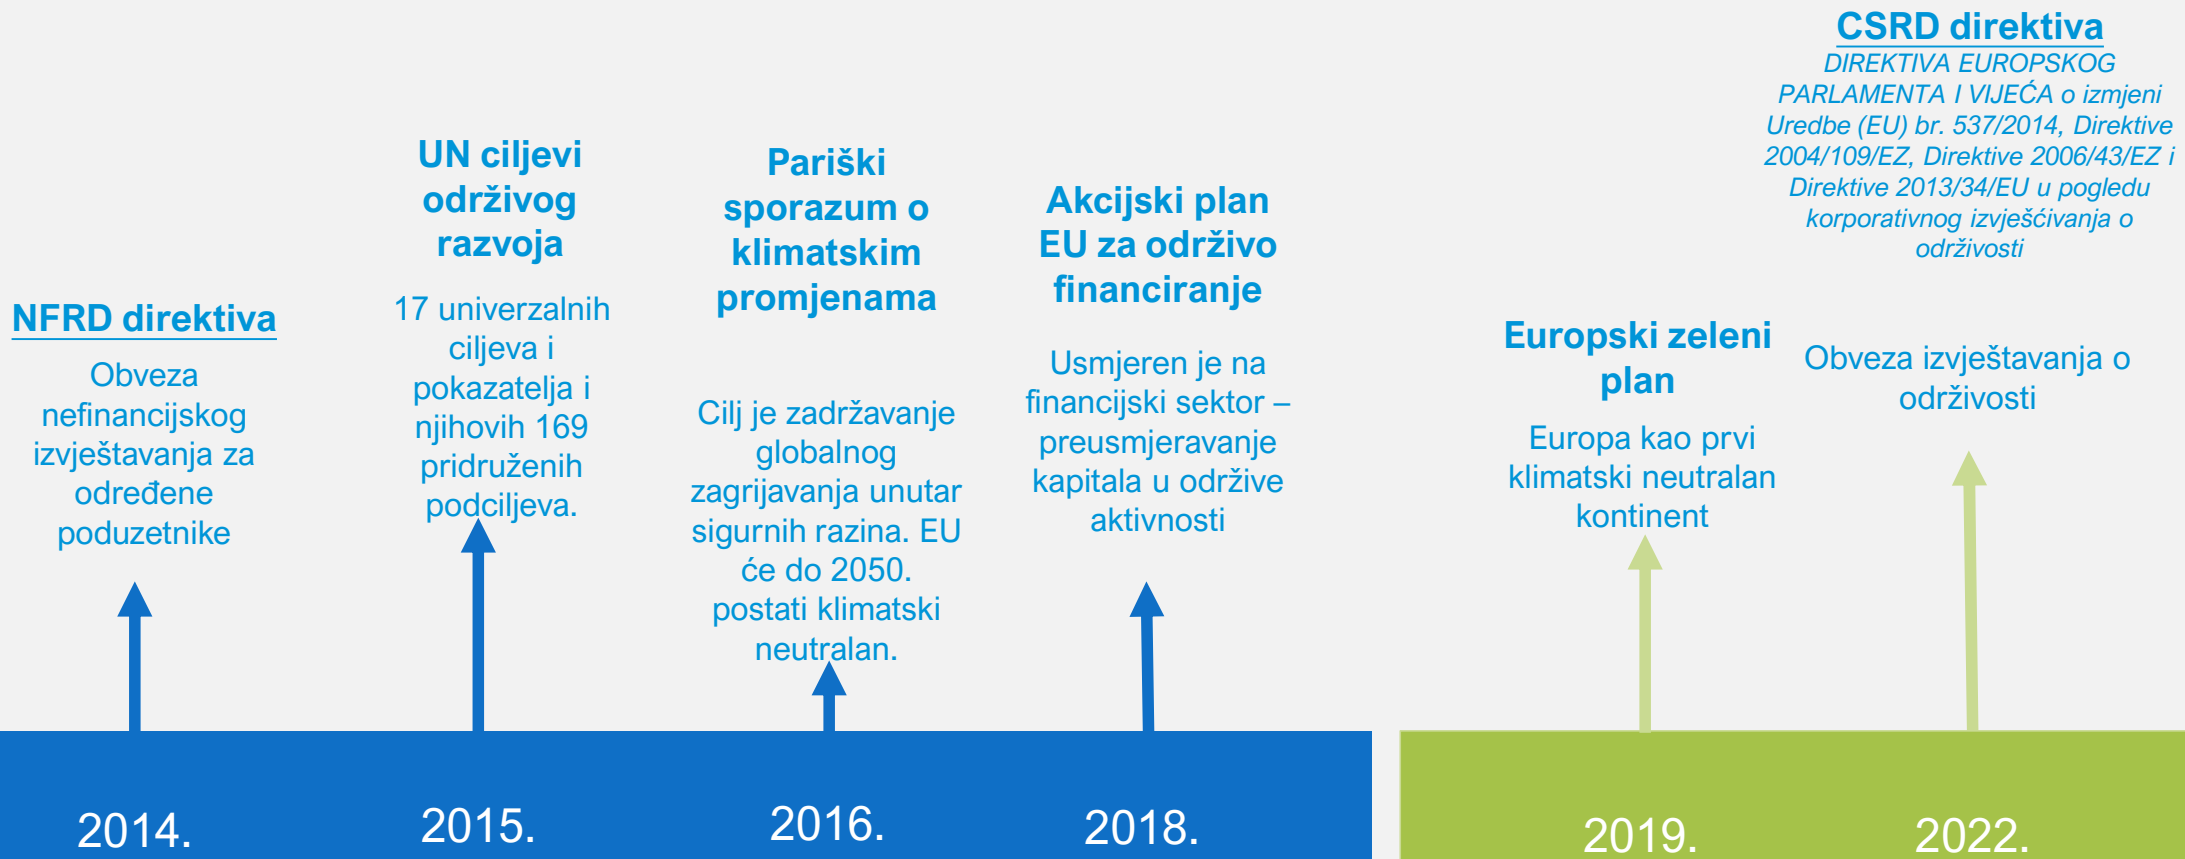 NFRD direktiva
Obveza
nefinancijskog
izvještavanja za
određene
poduzetnike
2014.
UN ciljevi
održivog
razvoja
17 univerzalnih
ciljeva i
pokazatelja i
njihovih 169
pridruženih
podciljeva.
2015.
Pariški
sporazum o
klimatskim
promjenama
Cilj je zadržavanje
globalnog
zagrijavanja unutar
sigurnih razina. EU
će do 2050.
postati klimatski
neutralan.
2016.
Akcijski plan
EU za održivo
financiranje
Usmjeren je na
financijski sektor –
preusmjeravanje
kapitala u održive
aktivnosti
2018.
Europski zeleni
plan
Europa kao prvi
klimatski neutralan
kontinent
2019.
CSRD direktiva
DIREKTIVA EUROPSKOG
PARLAMENTA I VIJEĆA o izmjeni
Uredbe (EU) br. 537/2014, Direktive
2004/109/EZ, Direktive 2006/43/EZ i
Direktive 2013/34/EU u pogledu
korporativnog izvješćivanja o
održivosti
Obveza izvještavanja o
održivosti
2022.